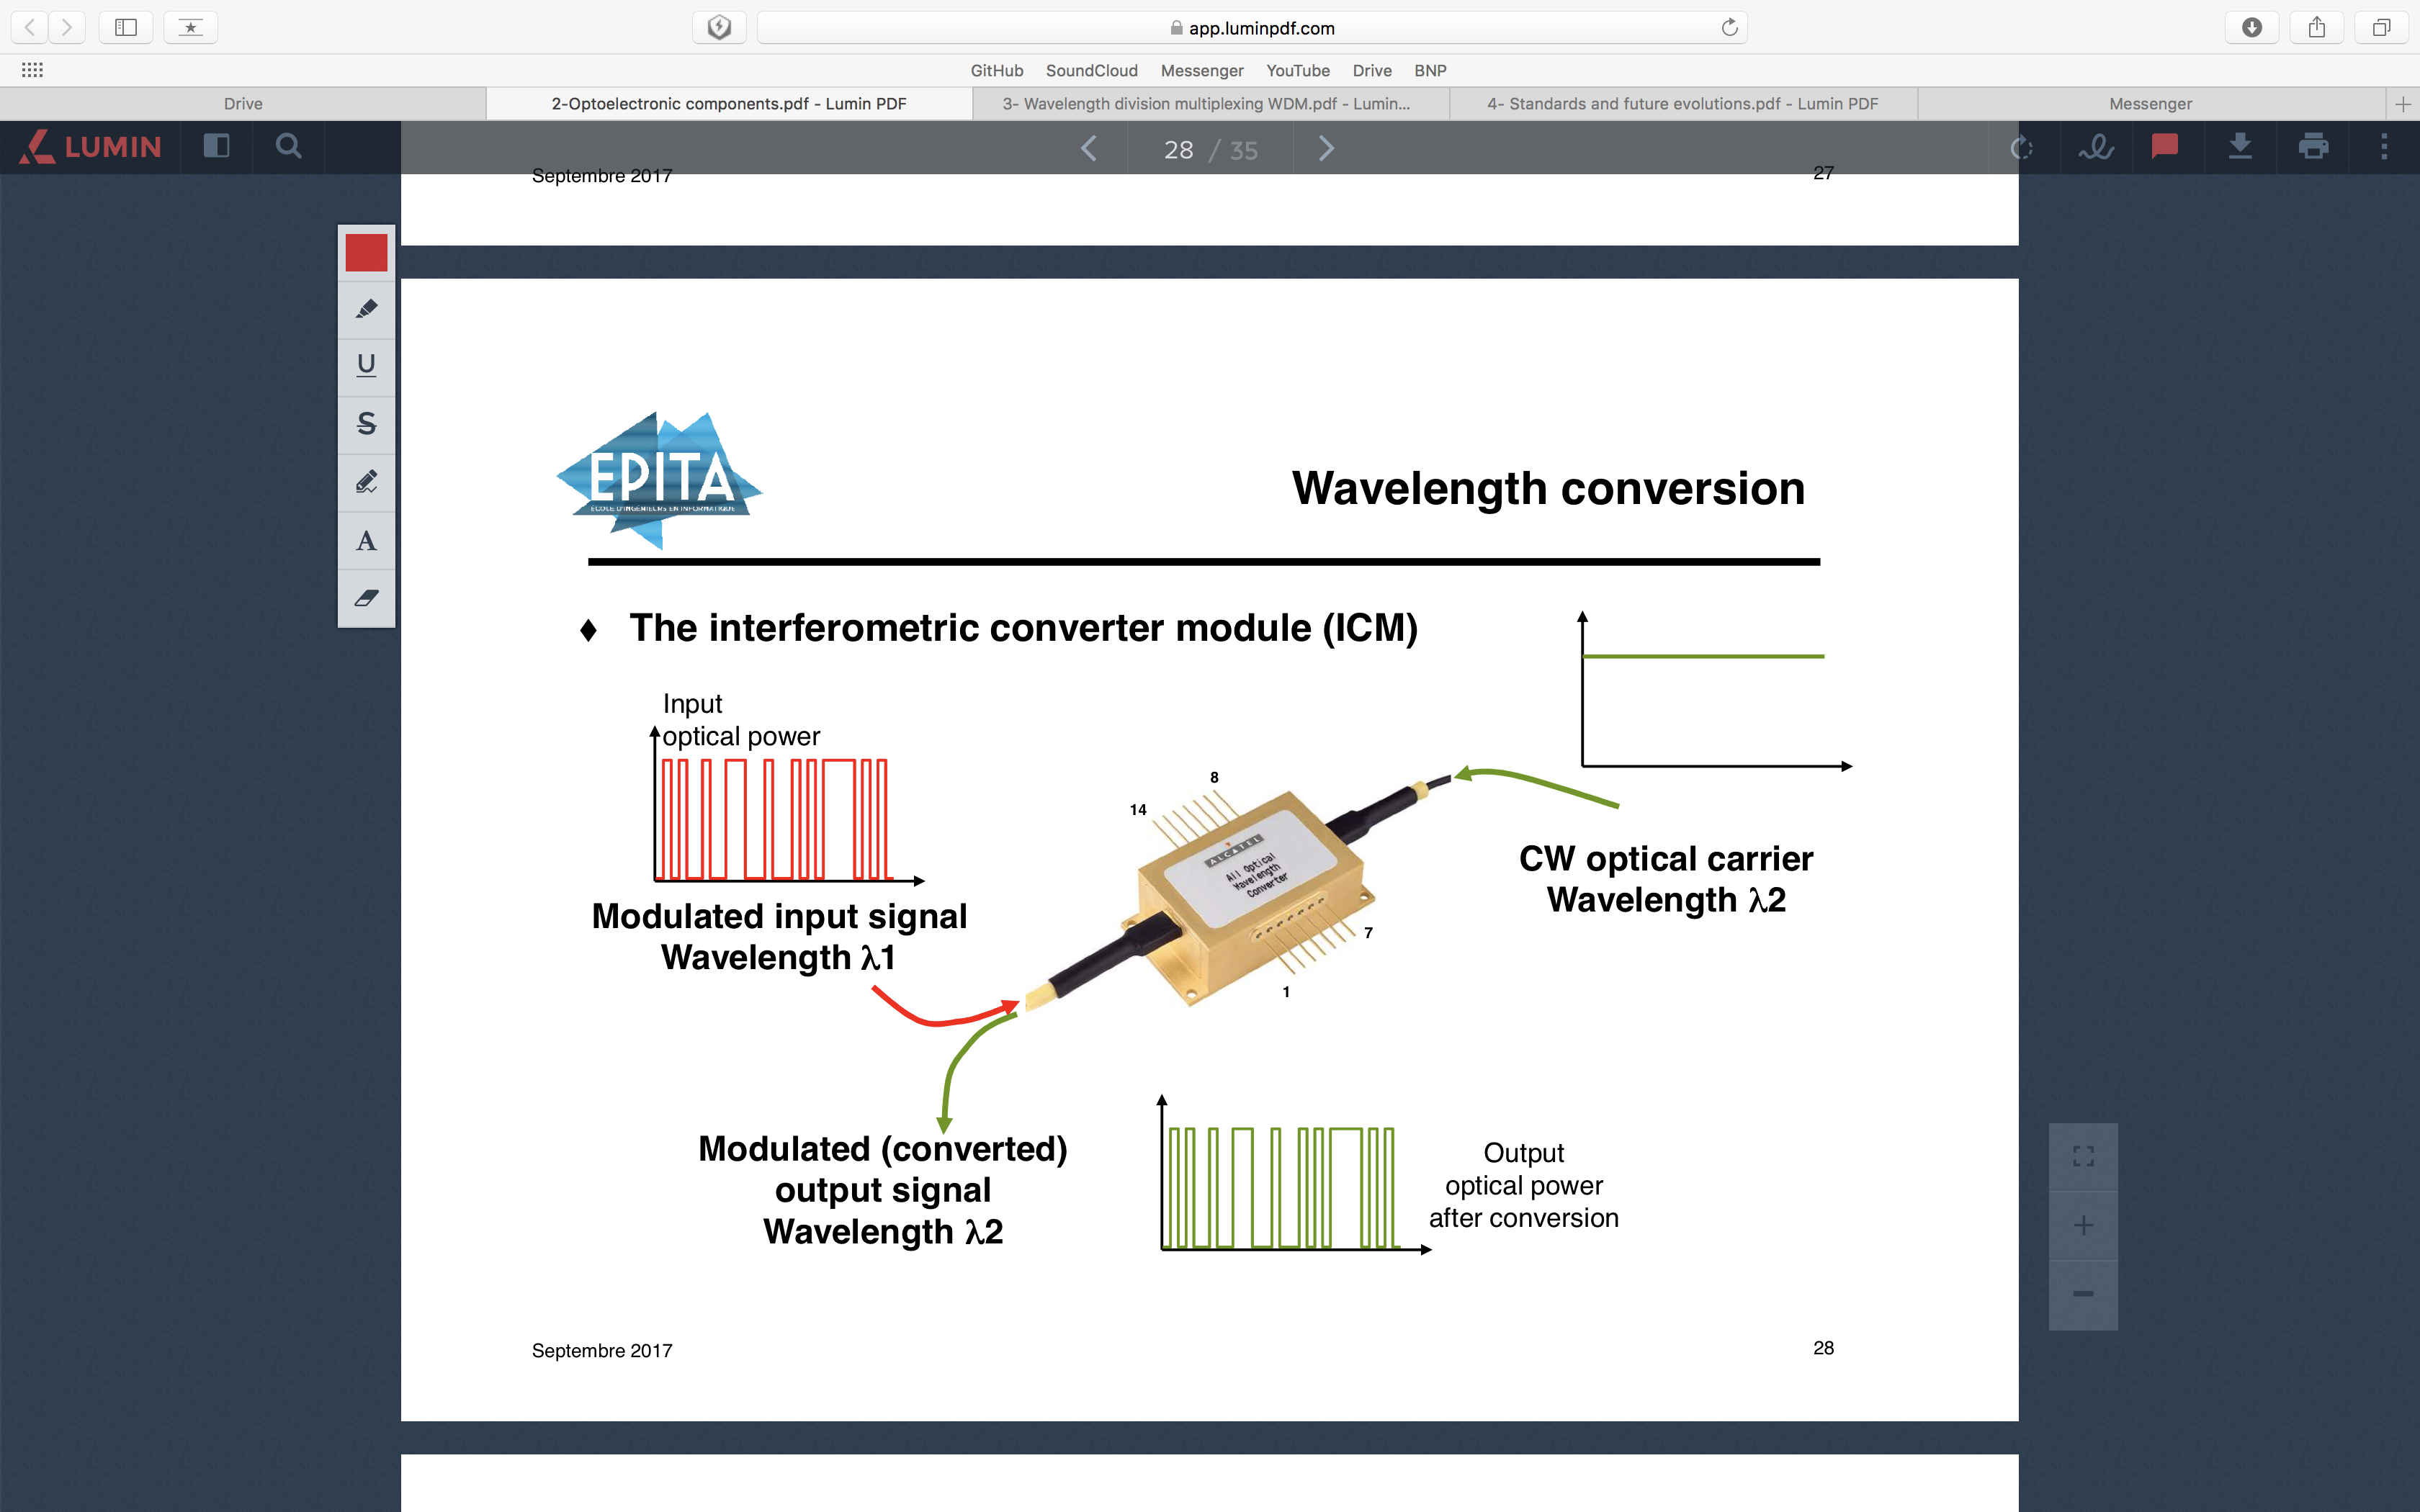 app.luminpdf.com
GitHub SoundCloud Messenger YouTube Drive BNP
Drive
2-Optoelectronic components.pdf - Lumin PDF
3- Wavelength division multiplexing WDM.pdf - Lumin...
4- Standards and future evolutions.pdf - Lumin PDF
Messenger
LUMIN
28 / 35
Septembre 2017
27
U
S
A
EPITA
ÉCOLE D'INGÉNIEURS EN INFORMATIQUE
Wavelength conversion
♦ The interferometric converter module (ICM)
Input
optical power
Modulated input signal
Wavelength λ1
8
14
ALCATEL
All Optical
Wavelength
Converter
7
1
CW optical carrier
Wavelength λ2
Modulated (converted)
output signal
Wavelength λ2
Output
optical power
after conversion
Septembre 2017
28